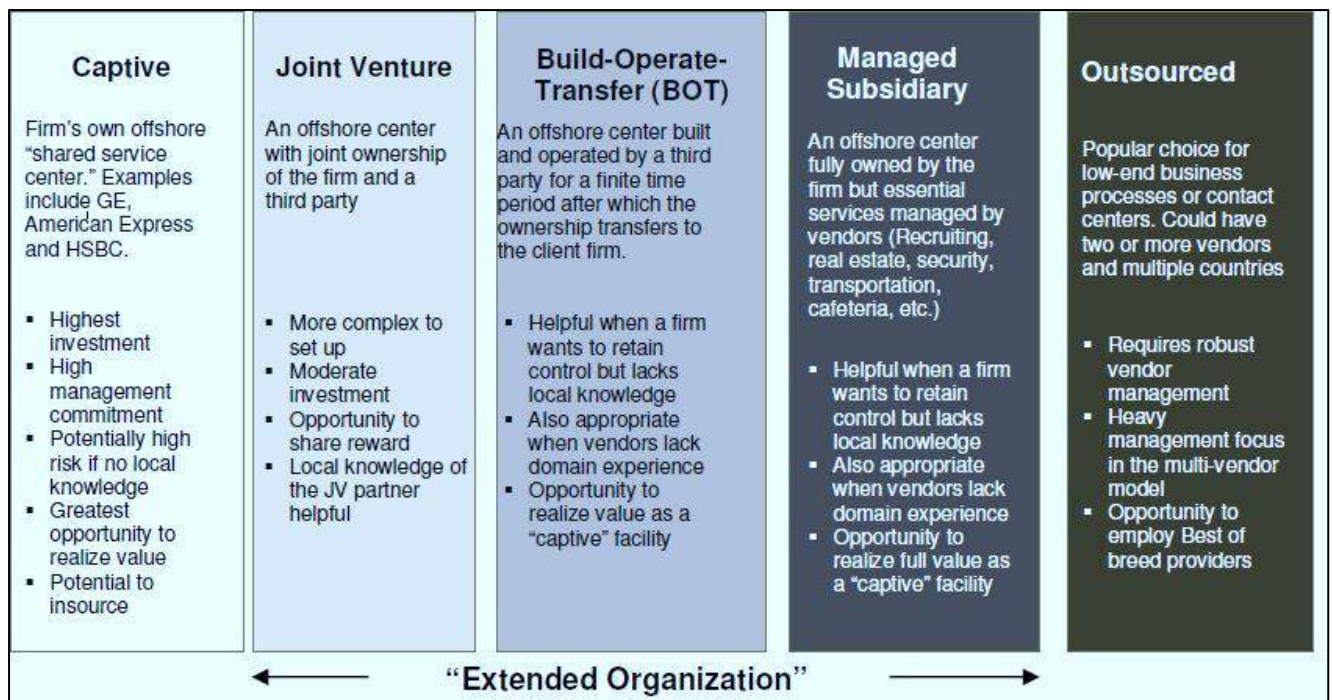 Captive
Firm's own offshore
“shared service
center.” Examples
include GE,
American Express
and HSBC.
▪ Highest
investment
▪ High
management
commitment
▪ Potentially high
risk if no local
knowledge
▪ Greatest
opportunity to
realize value
▪ Potential to
insource
Joint Venture
An offshore center
with joint ownership
of the firm and a
third party
▪ More complex to
set up
▪ Moderate
investment
▪ Opportunity to
share reward
▪ Local knowledge of
the JV partner
helpful
Build-Operate-
Transfer (BOT)
An offshore center built
and operated by a third
party for a finite time
period after which the
ownership transfers to
the client firm.
▪ Helpful when a firm
wants to retain
control but lacks
local knowledge
▪ Also appropriate
when vendors lack
domain experience
▪ Opportunity to
realize value as a
“captive” facility
Managed
Subsidiary
An offshore center
fully owned by the
firm but essential
services managed by
vendors (Recruiting,
real estate, security,
transportation,
cafeteria, etc.)
▪ Helpful when a firm
wants to retain
control but lacks
local knowledge
▪ Also appropriate
when vendors lack
domain experience
▪ Opportunity to
realize full value as
a “captive” facility
Outsourced
Popular choice for
low-end business
processes or contact
centers. Could have
two or more vendors
and multiple countries
▪ Requires robust
vendor
management
▪ Heavy
management focus
in the multi-vendor
model
▪ Opportunity to
employ Best of
breed providers
“Extended Organization”